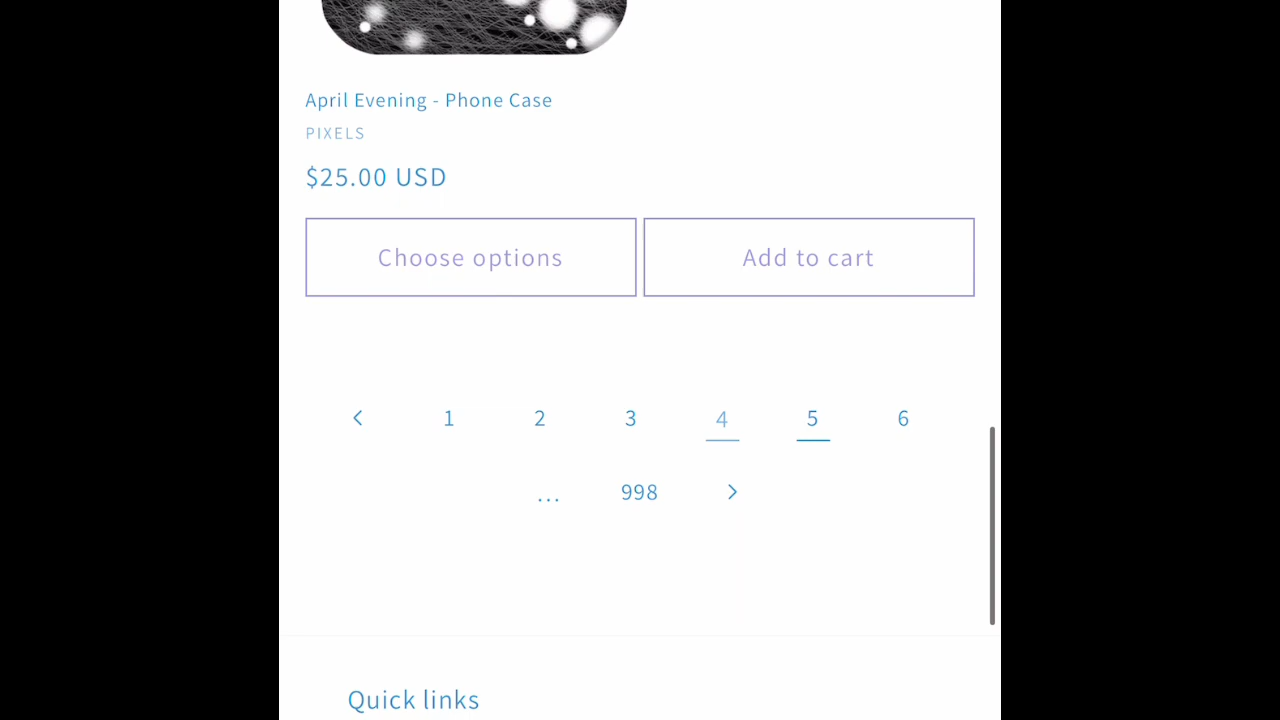 April Evening - Phone Case
PIXELS
$25.00 USD
Choose options Add to cart
1 2 3 4 5 6
... 998
Quick links